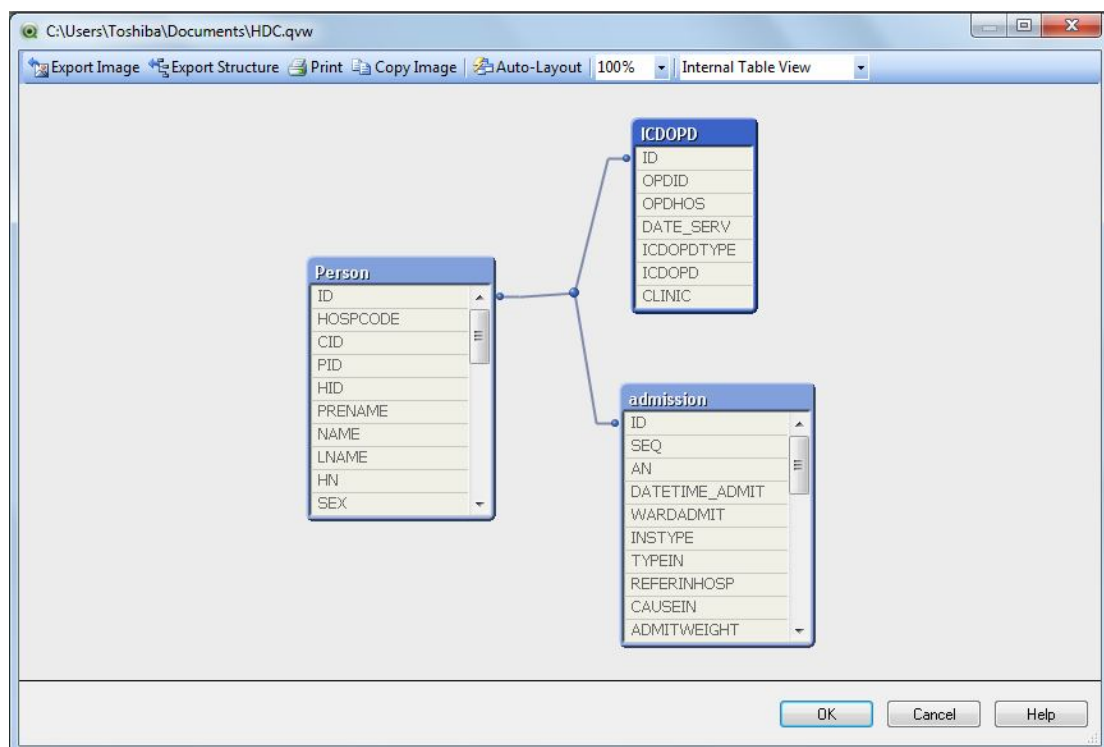 C:\Users\Toshiba\Documents\HDC.qvw
Export Image Export Structure Print Copy Image Auto-Layout 100% Internal Table View
ICDOPD
ID
OPDID
OPDHOS
DATE_SERV
ICDOPDTYPE
ICDOPD
CLINIC
Person
ID
HOSPCODE
CID
PID
HID
PRENAME
NAME
LNAME
HN
SEX
admission
ID
SEQ
AN
DATETIME_ADMIT
WARDADMIT
INSTYPE
TYPEIN
REFERINHOSP
CAUSEIN
ADMITWEIGHT
OK Cancel Help